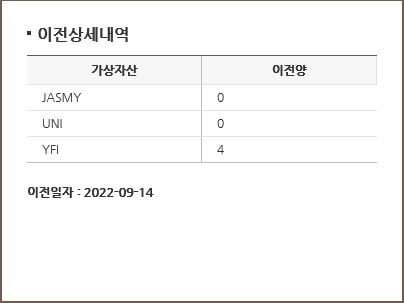 ▪ 이전상세내역
가상자산 이전양
JASMY 0
UNI 0
YFI 4
이전일자 : 2022-09-14